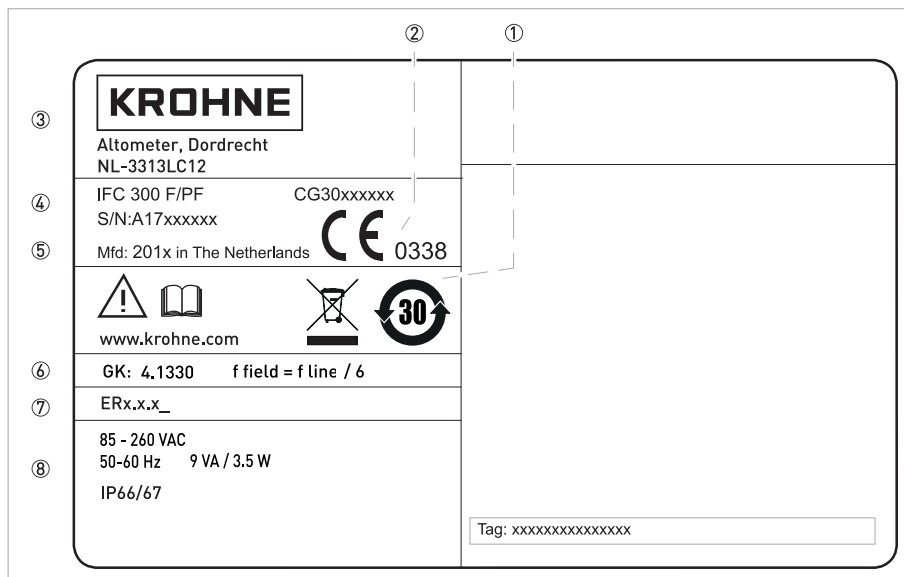 ② ①
③ KROHNE
Altometer, Dordrecht
NL-3313LC12
④ IFC 300 F/PF CG30xxxxxx
S/N:A17xxxxxx
⑤ Mfd: 201x in The Netherlands CE 0338
30
www.krohne.com
⑥ GK: 4.1330 f field = f line / 6
⑦ ERx.x.x_
⑧ 85 - 260 VAC
50-60 Hz 9 VA / 3.5 W
IP66/67
Tag: xxxxxxxxxxxxxxx